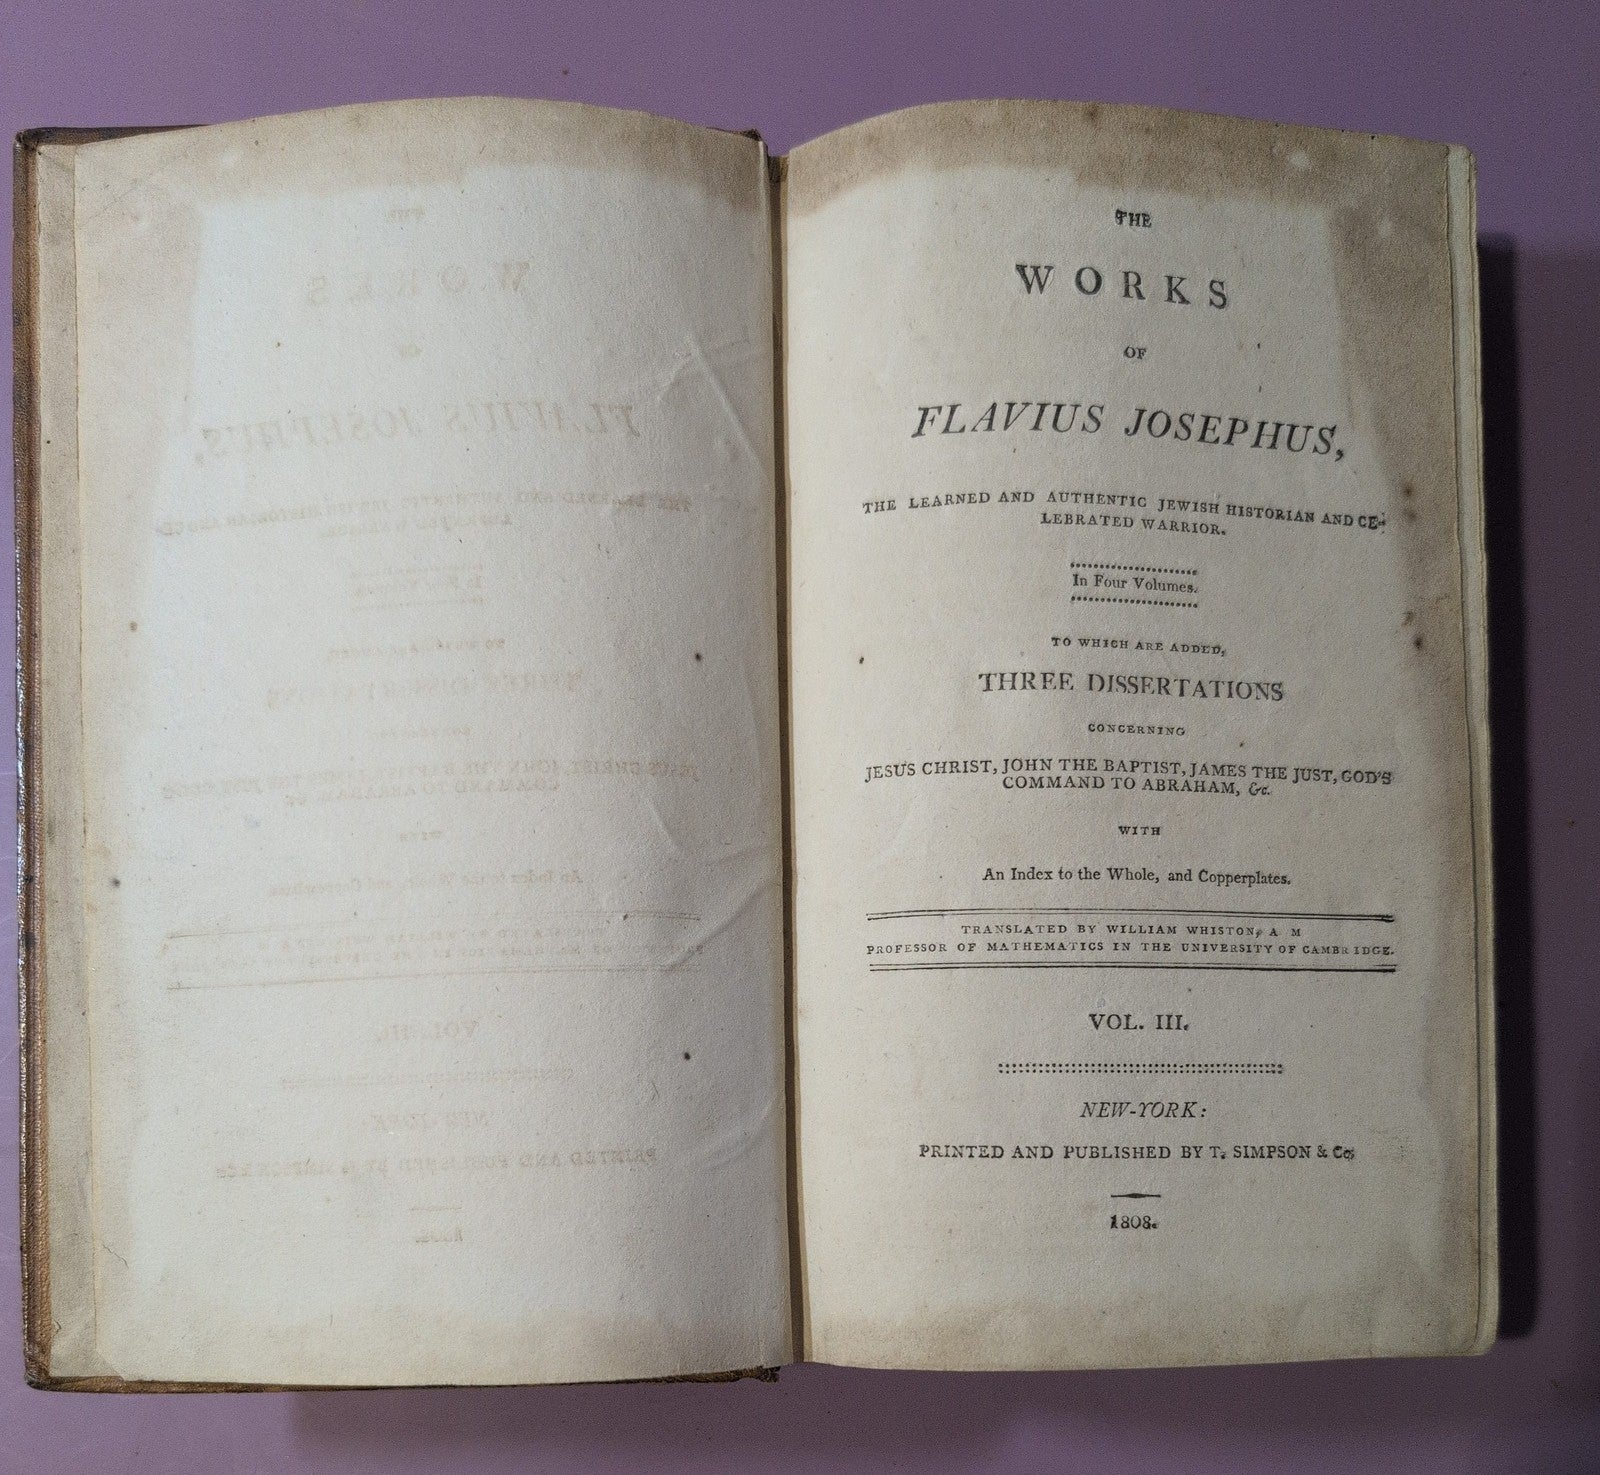 THE
WORKS
OF
FLAVIUS JOSEPHUS,
THE LEARNED AND AUTHENTIC JEWISH HISTORIAN AND CE-
LEBRATED WARRIOR.
In Four Volumes.
TO WHICH ARE ADDED,
THREE DISSERTATIONS
CONCERNING
JESUS CHRIST, JOHN THE BAPTIST, JAMES THE JUST, GOD'S
COMMAND TO ABRAHAM, &c.
WITH
An Index to the Whole, and Copperplates.
TRANSLATED BY WILLIAM WHISTON, A M
PROFESSOR OF MATHEMATICS IN THE UNIVERSITY OF CAMBRIDGE.
VOL. III.
NEW-YORK:
PRINTED AND PUBLISHED BY T. SIMPSON & Co.
1808.